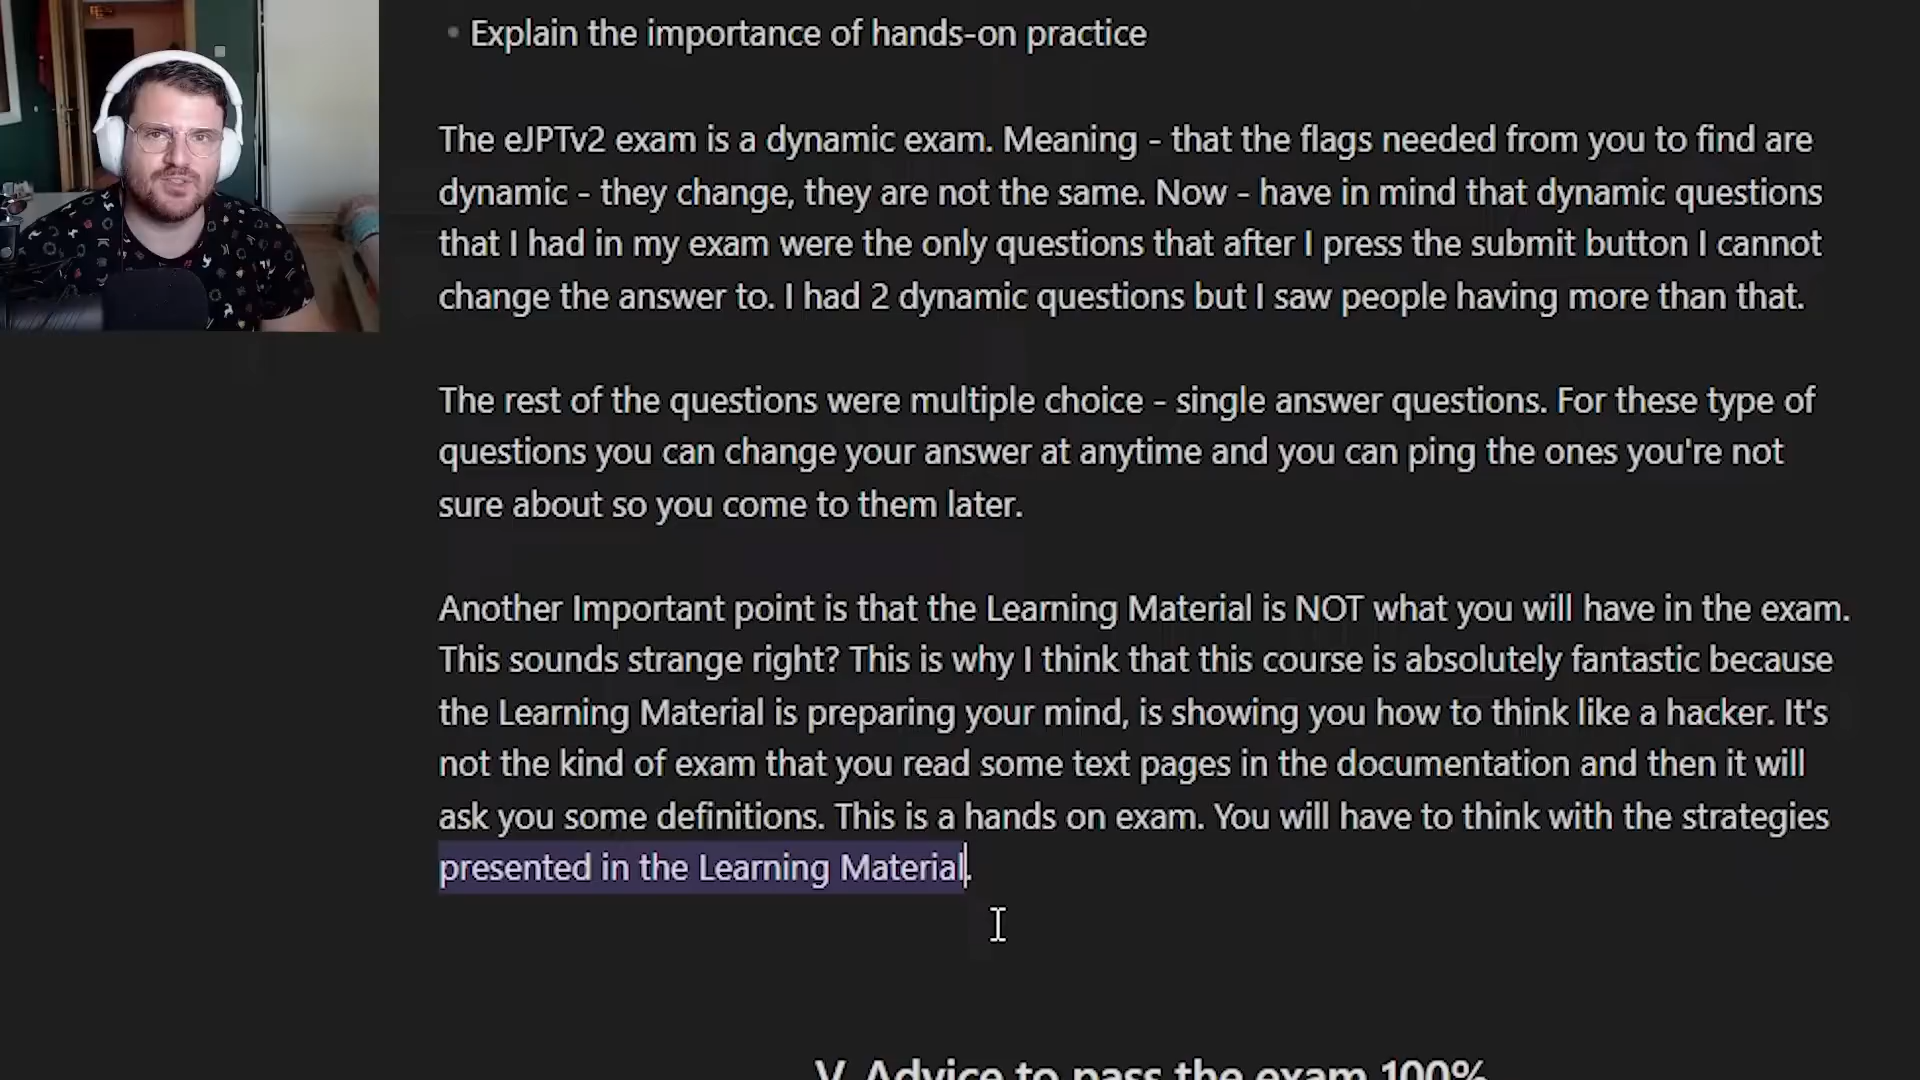 Explain the importance of hands-on practice
The eJPTv2 exam is a dynamic exam. Meaning - that the flags needed from you to find are
dynamic - they change, they are not the same. Now - have in mind that dynamic questions
that I had in my exam were the only questions that after I press the submit button I cannot
change the answer to. I had 2 dynamic questions but I saw people having more than that.
The rest of the questions were multiple choice - single answer questions. For these type of
questions you can change your answer at anytime and you can ping the ones you're not
sure about so you come to them later.
Another Important point is that the Learning Material is NOT what you will have in the exam.
This sounds strange right? This is why I think that this course is absolutely fantastic because
the Learning Material is preparing your mind, is showing you how to think like a hacker. It's
not the kind of exam that you read some text pages in the documentation and then it will
ask you some definitions. This is a hands on exam. You will have to think with the strategies
presented in the Learning Material.
V. Advice to pass the exam 100%